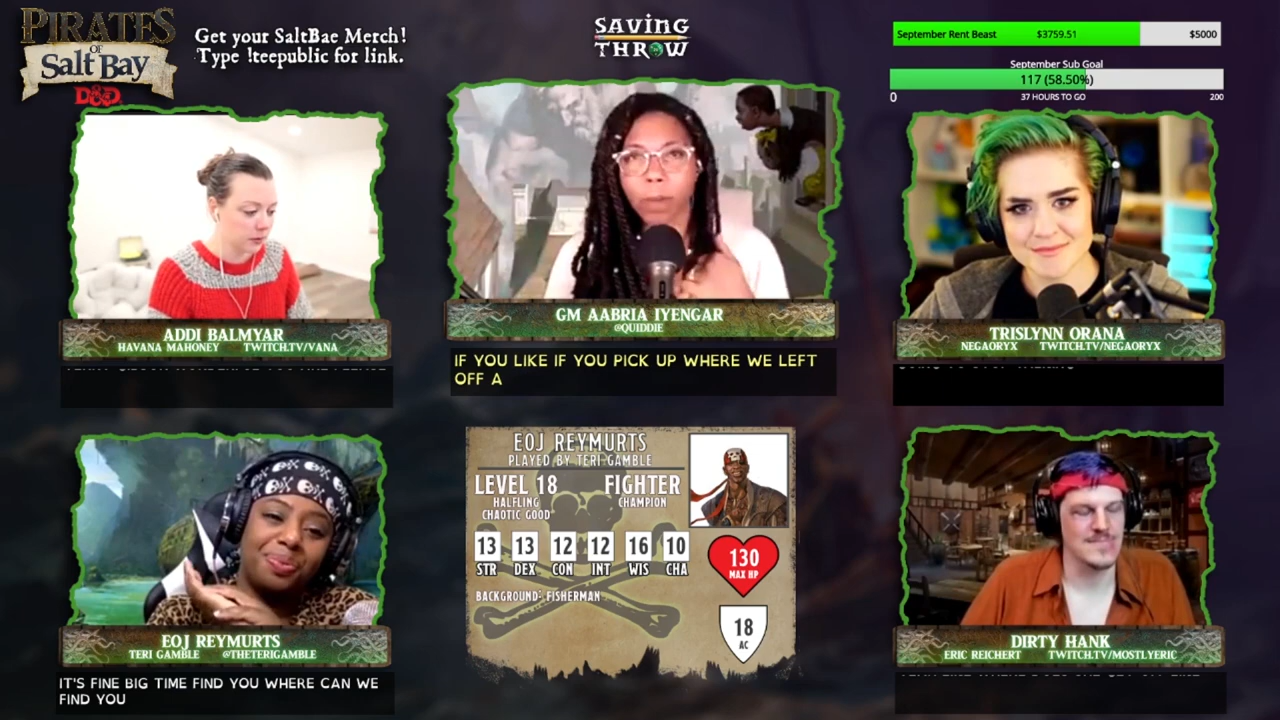 PIRATES
OF
Salt Bay
D&D
Get your SaltBae Merch!
Type !teepublic for link.
SAVING
THROW
September Rent Beast $3759.51 $5000
September Sub Goal
117 (58.50%)
0 37 HOURS TO GO 200
ADDI BALMYAR
HAVANA MAHONEY TWITCH.TV/VANA
GM AABRIA IYENGAR
@QUIDDIE
IF YOU LIKE IF YOU PICK UP WHERE WE LEFT
OFF A
TRISLYNN ORANA
NEGAORYX TWITCH.TV/NEGAORYX
EOJ REYMURTS
TERI GAMBLE @THETERIGAMBLE
IT'S FINE BIG TIME FIND YOU WHERE CAN WE
FIND YOU
EOJ REYMURTS
PLAYED BY TERI GAMBLE
LEVEL 18 FIGHTER
HALFLING CHAMPION
CHAOTIC GOOD
13 13 12 12 16 10
STR DEX CON INT WIS CHA
BACKGROUND: FISHERMAN
130
MAX HP
18
AC
DIRTY HANK
ERIC REICHERT TWITCH.TV/MOSTLYERIC